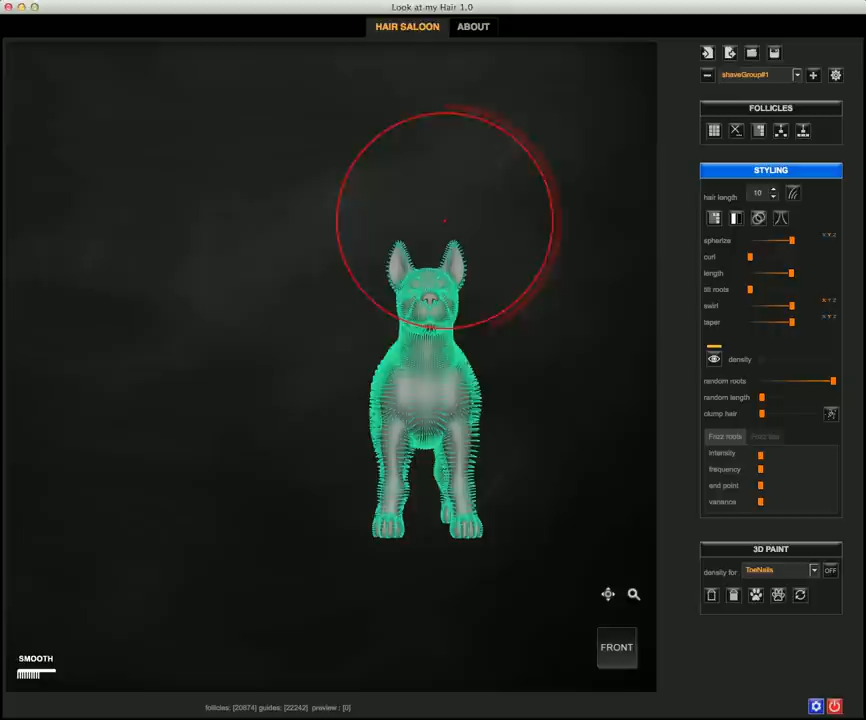 Look at my Hair 1.0
HAIR SALOON
ABOUT
shaveGroup#1
FOLLICLES
STYLING
hair length
10
spherize
X Y Z
curl
length
tilt roots
swirl
X Y Z
taper
X Y Z
density
random roots
random length
clump hair
Frizz roots
Frizz tips
intensity
frequency
end point
variance
3D PAINT
density for
ToeNails
OFF
FRONT
SMOOTH
follicles: [20874] guides: [22242] preview : [0]